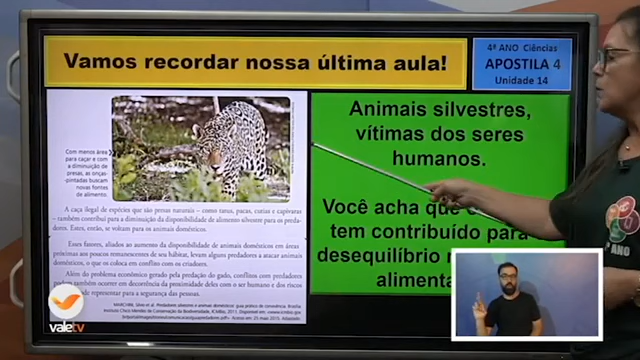 Vamos recordar nossa última aula!
4º ANO Ciências
APOSTILA 4
Unidade 14
Com menos área
para caçar e com
a diminuição de
presas, as onças-
-pintadas buscam
novas fontes
de alimento.
A caça ilegal de espécies que são presas naturais – como tatus, pacas, cutias e capivaras
– também contribui para a diminuição da disponibilidade de alimento silvestre para os preda-
dores. Estes, então, se voltam para os animais domésticos.
Esses fatores, aliados ao aumento da disponibilidade de animais domésticos em áreas
próximas aos poucos remanescentes de seu habitat, levam alguns predadores a atacar animais
domésticos, o que os coloca em conflito com os criadores.
Além do problema econômico gerado pela predação do gado, conflitos com predadores
também ocorrer em decorrência da proximidade deles com o ser humano e dos riscos
representar para a segurança das pessoas.
Animais silvestres,
vítimas dos seres
humanos.
Você acha que
tem contribuído para
desequilíbrio
valetv
ANO